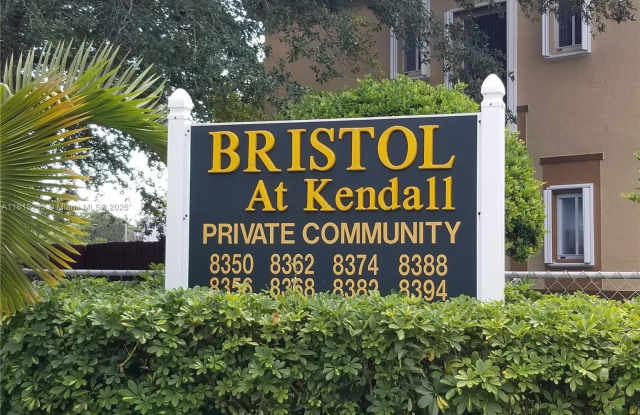 BRISTOL
At Kendall
PRIVATE COMMUNITY
8350 8362 8374 8388
8356 8368 8382 8394